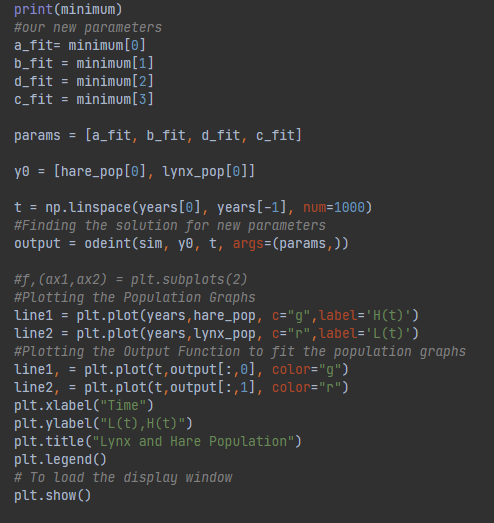 print(minimum)
#our new parameters
a_fit= minimum[0]
b_fit = minimum[1]
d_fit = minimum[2]
c_fit = minimum[3]
params = [a_fit, b_fit, d_fit, c_fit]
y0 = [hare_pop[0], lynx_pop[0]]
t = np.linspace(years[0], years[-1], num=1000)
#Finding the solution for new parameters
output = odeint(sim, y0, t, args=(params,))
#f,(ax1,ax2) = plt.subplots(2)
#Plotting the Population Graphs
line1 = plt.plot(years,hare_pop, c="g",label='H(t)')
line2 = plt.plot(years,lynx_pop, c="r",label='L(t)')
#Plotting the Output Function to fit the population graphs
line1, = plt.plot(t,output[:,0], color="g")
line2, = plt.plot(t,output[:,1], color="r")
plt.xlabel("Time")
plt.ylabel("L(t),H(t)")
plt.title("Lynx and Hare Population")
plt.legend()
# To load the display window
plt.show()